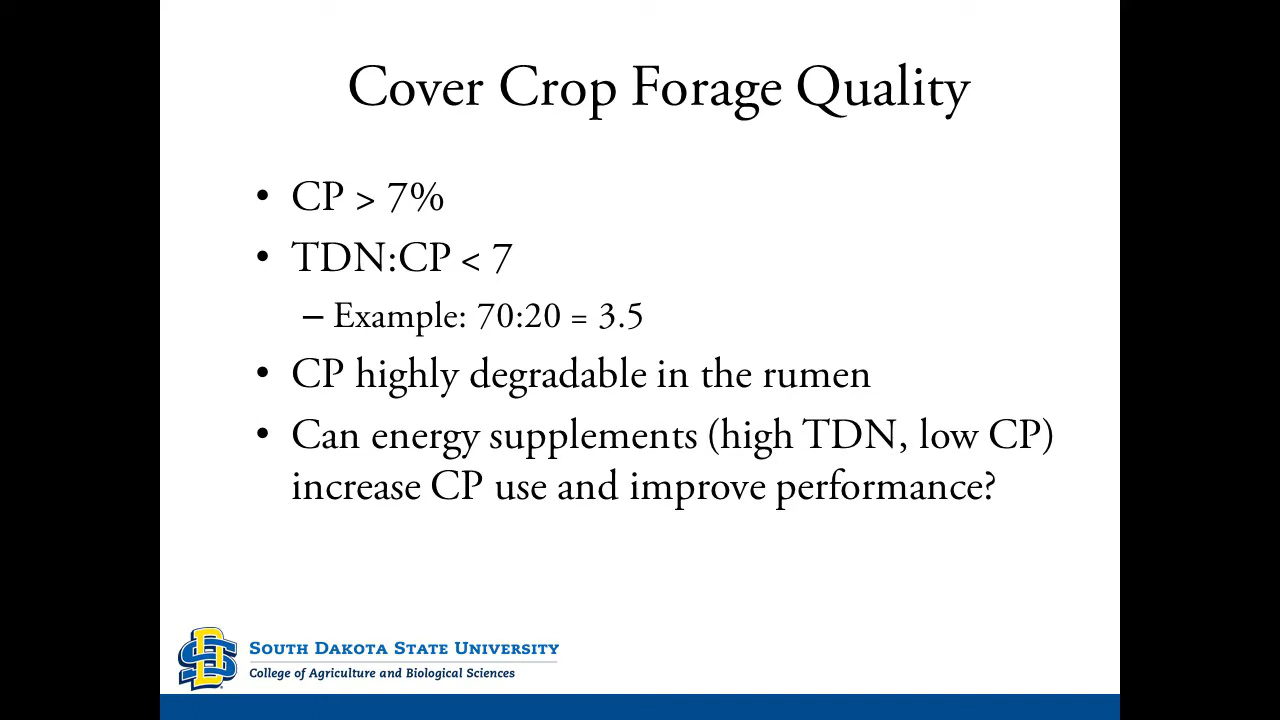 Cover Crop Forage Quality
• CP > 7%
• TDN:CP < 7
– Example: 70:20 = 3.5
• CP highly degradable in the rumen
• Can energy supplements (high TDN, low CP)
increase CP use and improve performance?
SOUTH DAKOTA STATE UNIVERSITY
College of Agriculture and Biological Sciences